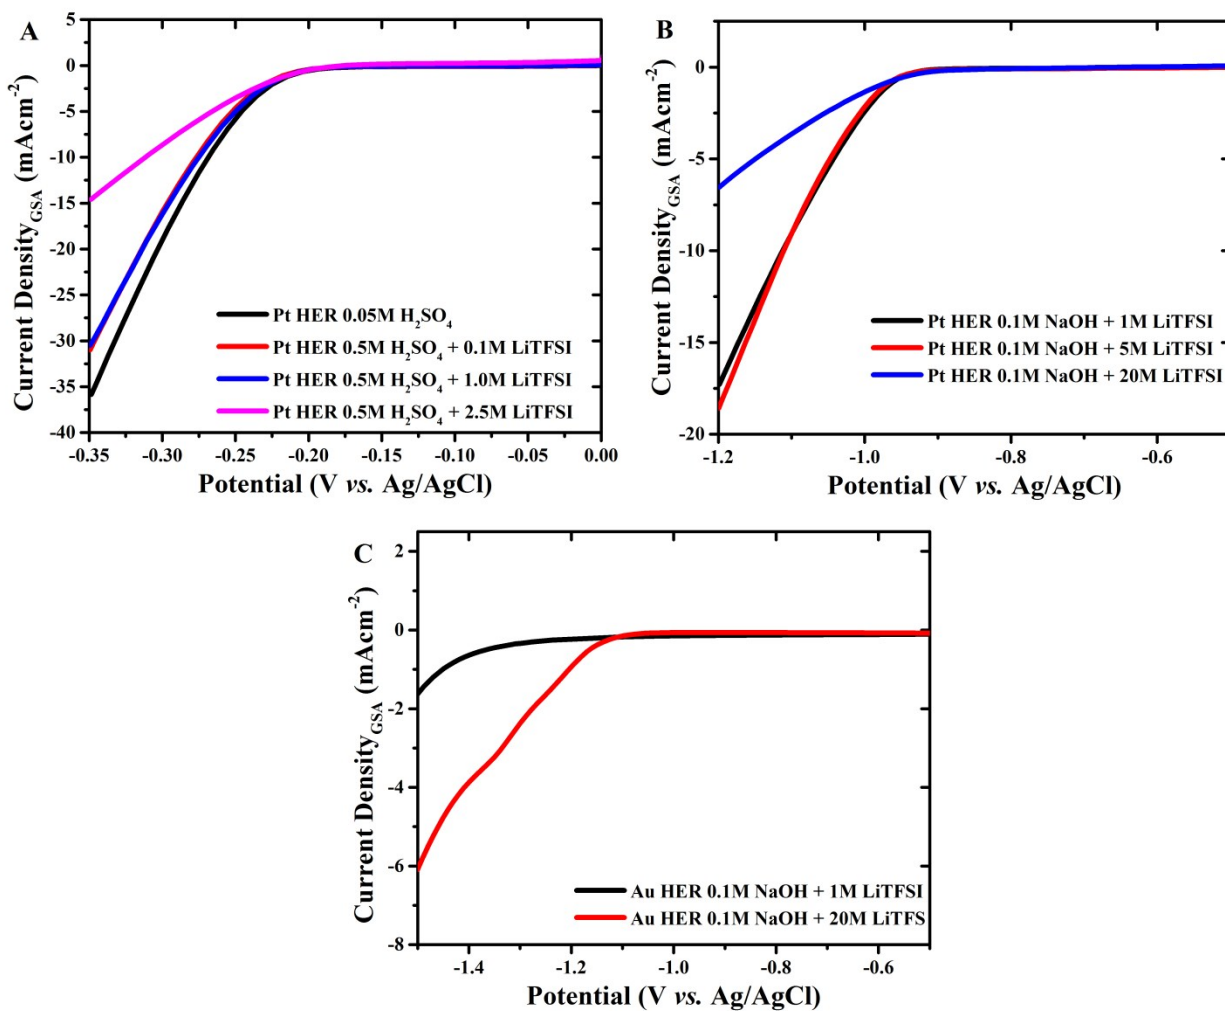 A
5
0
-5
-10
-15
-20
-25
-30
-35
-40
Current Density_GSA (mAcm⁻²)
Pt HER 0.05M H₂SO₄
Pt HER 0.5M H₂SO₄ + 0.1M LiTFSI
Pt HER 0.5M H₂SO₄ + 1.0M LiTFSI
Pt HER 0.5M H₂SO₄ + 2.5M LiTFSI
-0.35 -0.30 -0.25 -0.20 -0.15 -0.10 -0.05 0.00
Potential (V vs. Ag/AgCl)
B
0
-5
-10
-15
-20
Current Density_GSA (mAcm⁻²)
Pt HER 0.1M NaOH + 1M LiTFSI
Pt HER 0.1M NaOH + 5M LiTFSI
Pt HER 0.1M NaOH + 20M LiTFSI
-1.2 -1.0 -0.8 -0.6
Potential (V vs. Ag/AgCl)
C
2
0
-2
-4
-6
-8
Current Density_GSA (mAcm⁻²)
Au HER 0.1M NaOH + 1M LiTFSI
Au HER 0.1M NaOH + 20M LiTFS
-1.4 -1.2 -1.0 -0.8 -0.6
Potential (V vs. Ag/AgCl)